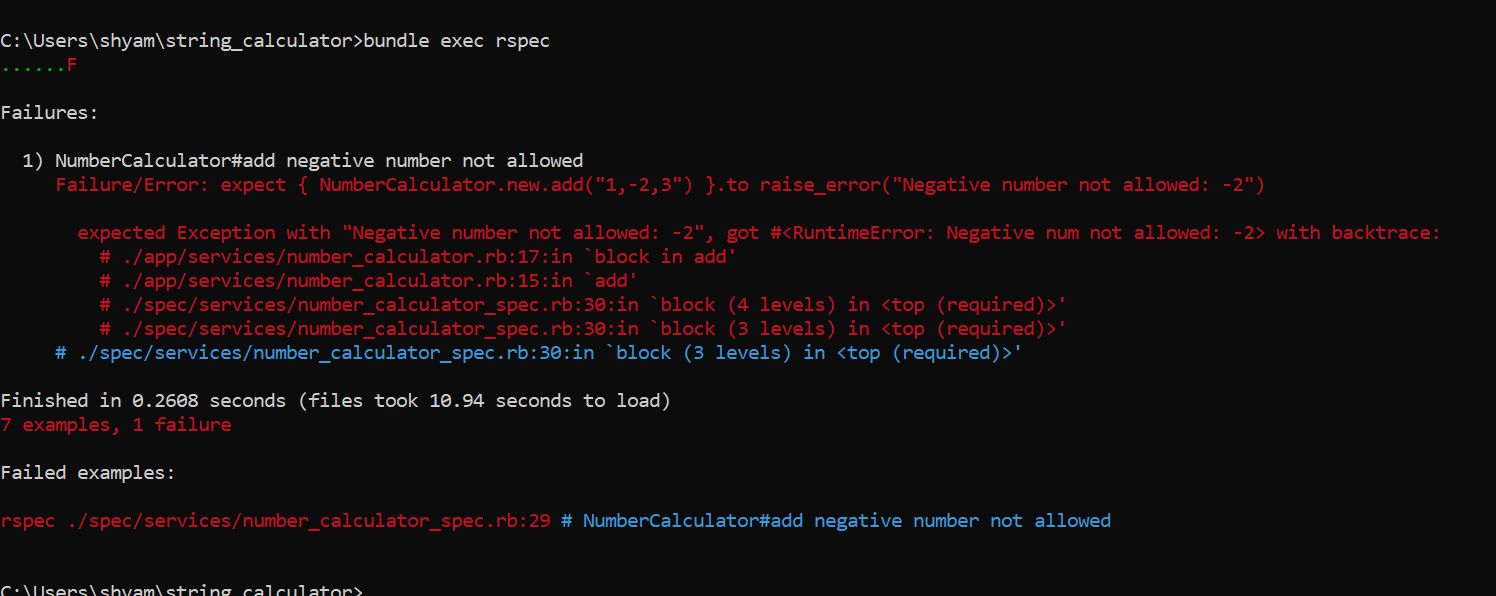 C:\Users\shyam\string_calculator>bundle exec rspec
......F
Failures:
1) NumberCalculator#add negative number not allowed
Failure/Error: expect { NumberCalculator.new.add("1,-2,3") }.to raise_error("Negative number not allowed: -2")
expected Exception with "Negative number not allowed: -2", got #<RuntimeError: Negative num not allowed: -2> with backtrace:
# ./app/services/number_calculator.rb:17:in `block in add'
# ./app/services/number_calculator.rb:15:in `add'
# ./spec/services/number_calculator_spec.rb:30:in `block (4 levels) in <top (required)>'
# ./spec/services/number_calculator_spec.rb:30:in `block (3 levels) in <top (required)>'
# ./spec/services/number_calculator_spec.rb:30:in `block (3 levels) in <top (required)>'
Finished in 0.2608 seconds (files took 10.94 seconds to load)
7 examples, 1 failure
Failed examples:
rspec ./spec/services/number_calculator_spec.rb:29 # NumberCalculator#add negative number not allowed
C:\Users\shyam\string_calculator>